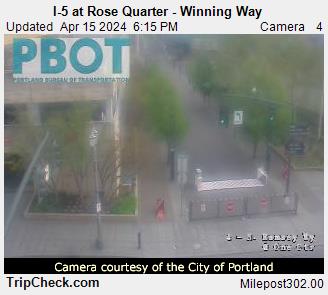 I-5 at Rose Quarter - Winning Way
Updated Apr 15 2024 6:15 PM Camera 4
PBOT
PORTLAND BUREAU OF TRANSPORTATION
Camera courtesy of the City of Portland
TripCheck.com Milepost302.00